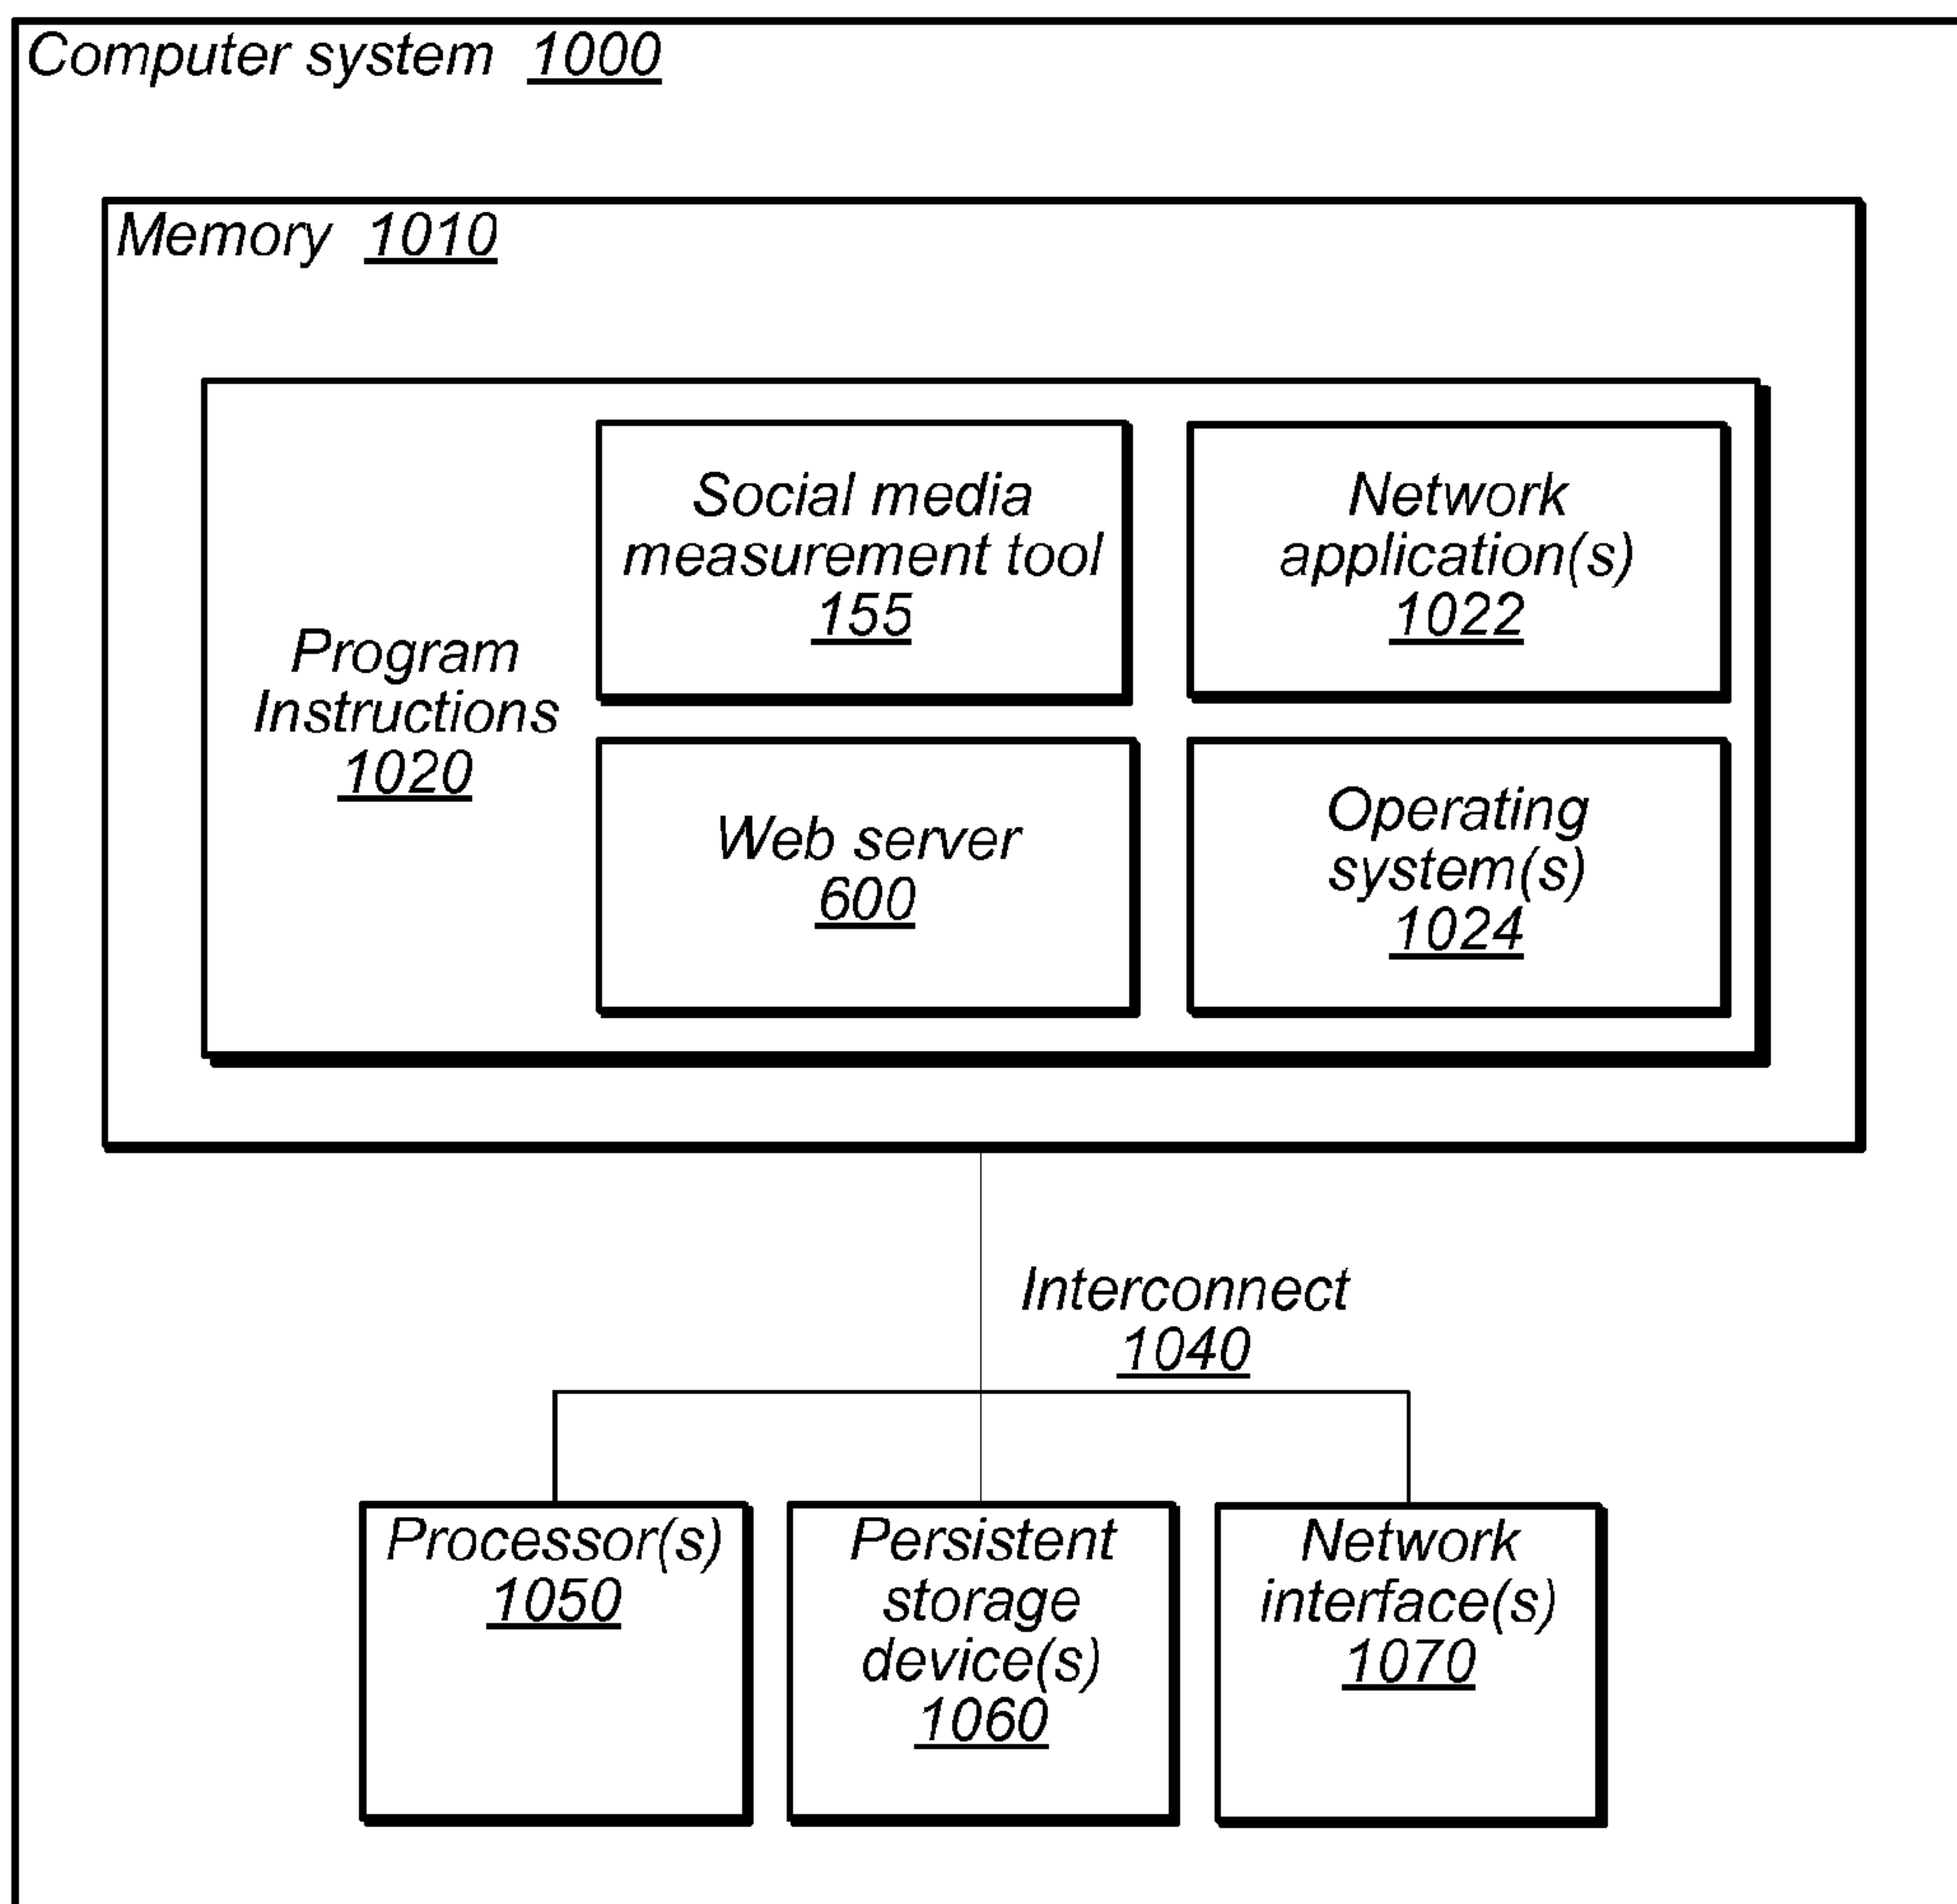 Computer system 1000
Memory 1010
Program
Instructions
1020
Social media
measurement tool
155
Network
application(s)
1022
Web server
600
Operating
system(s)
1024
Interconnect
1040
Processor(s)
1050
Persistent
storage
device(s)
1060
Network
interface(s)
1070